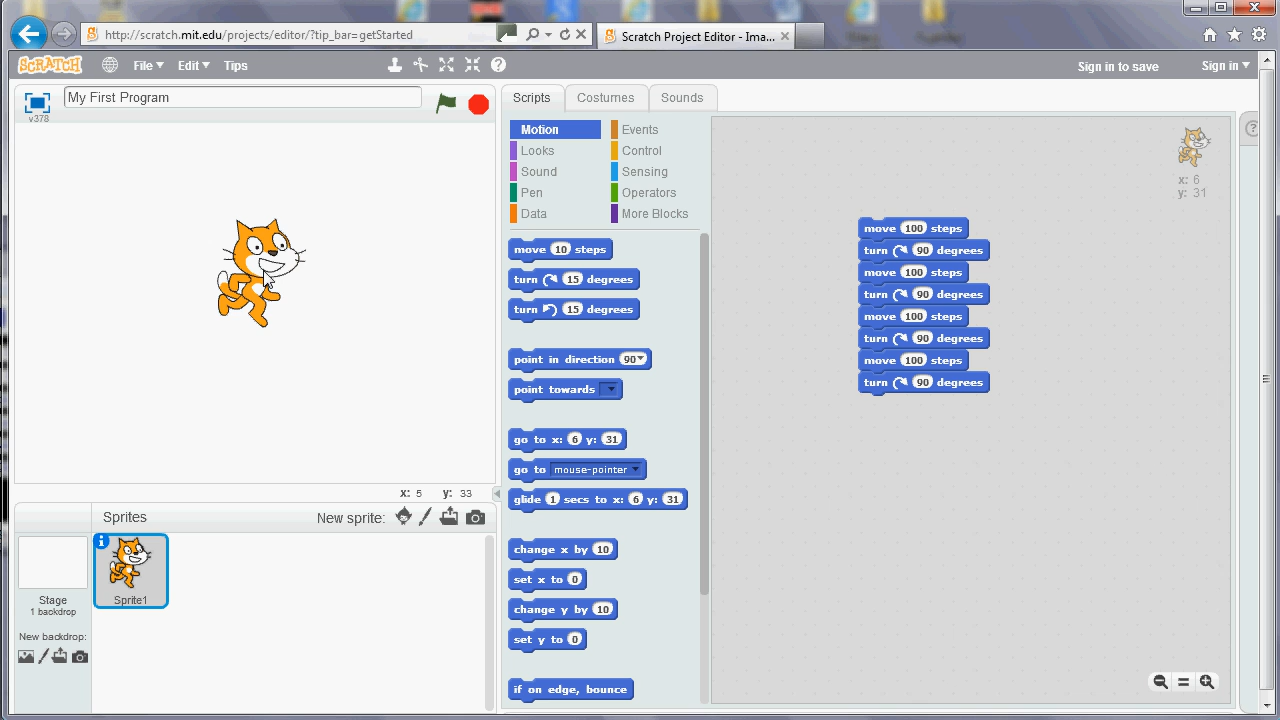 http://scratch.mit.edu/projects/editor/?tip_bar=getStarted
Scratch Project Editor - Ima...
SCRATCH
File
Edit
Tips
Sign in to save
Sign in
My First Program
v378
Scripts
Costumes
Sounds
Motion
Looks
Sound
Pen
Data
Events
Control
Sensing
Operators
More Blocks
move 10 steps
turn 15 degrees
turn 15 degrees
point in direction 90
point towards
go to x: 6 y: 31
go to mouse-pointer
glide 1 secs to x: 6 y: 31
change x by 10
set x to 0
change y by 10
set y to 0
if on edge, bounce
x: 6
y: 31
move 100 steps
turn 90 degrees
move 100 steps
turn 90 degrees
move 100 steps
turn 90 degrees
move 100 steps
turn 90 degrees
x: 5 y: 33
Sprites
New sprite:
Sprite1
Stage
1 backdrop
New backdrop: